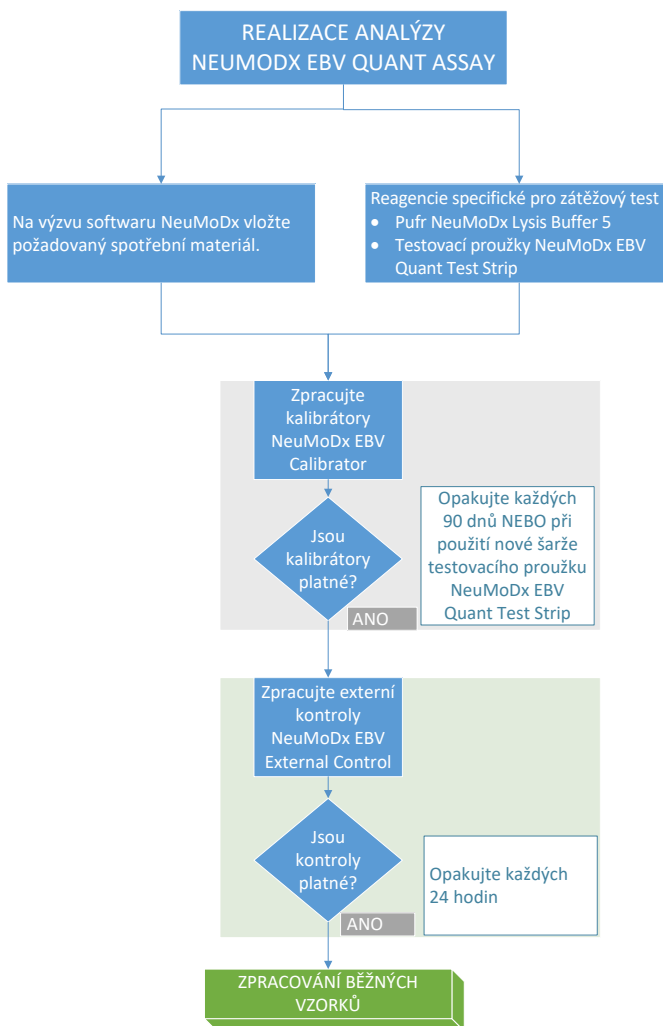 REALIZACE ANALÝZY
NEUMODX EBV QUANT ASSAY
Na výzvu softwaru NeuMoDx vložte
požadovaný spotřební materiál.
Reagencie specifické pro zátěžový test
• Pufr NeuMoDx Lysis Buffer 5
• Testovací proužky NeuMoDx EBV
Quant Test Strip
Zpracujte
kalibrátory
NeuMoDx EBV
Calibrator
Jsou
kalibrátory
platné?
ANO
Opakujte každých
90 dnů NEBO při
použití nové šarže
testovacího proužku
NeuMoDx EBV
Quant Test Strip
Zpracujte externí
kontroly
NeuMoDx EBV
External Control
Jsou
kontroly
platné?
ANO
Opakujte každých
24 hodin
ZPRACOVÁNÍ BĚŽNÝCH
VZORKŮ